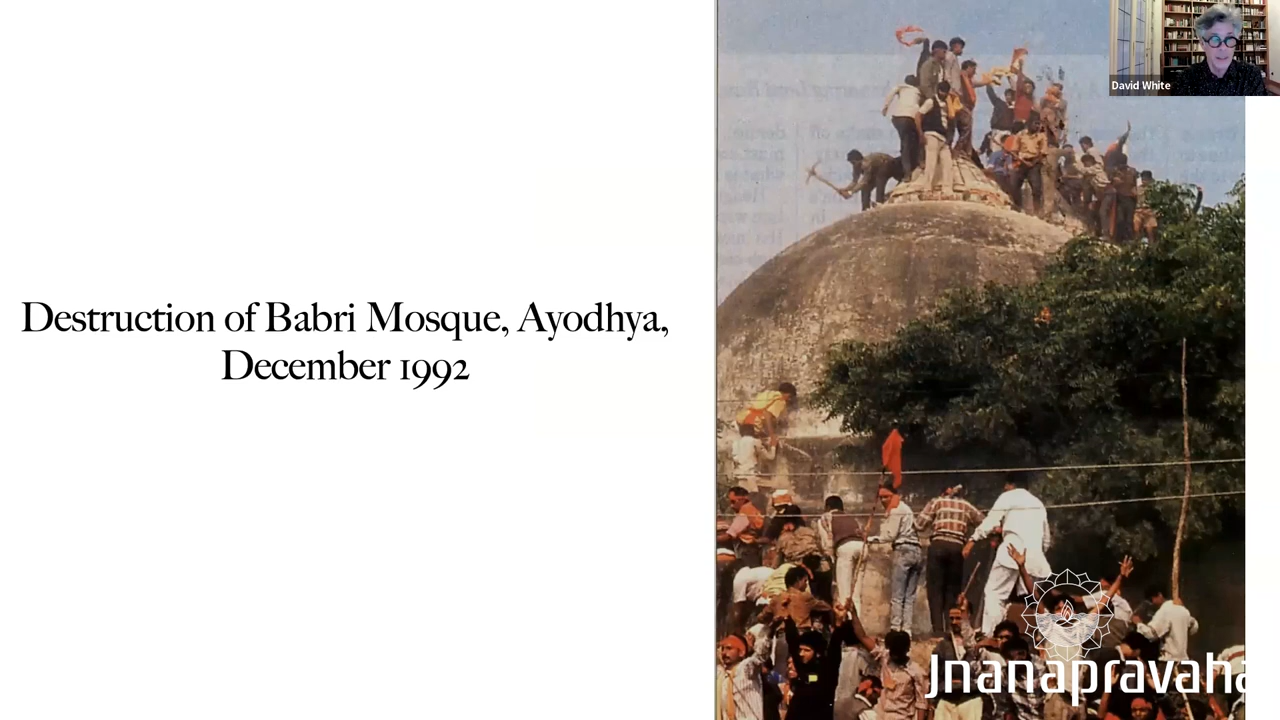 David White
Destruction of Babri Mosque, Ayodhya,
December 1992
Jnanapravaha